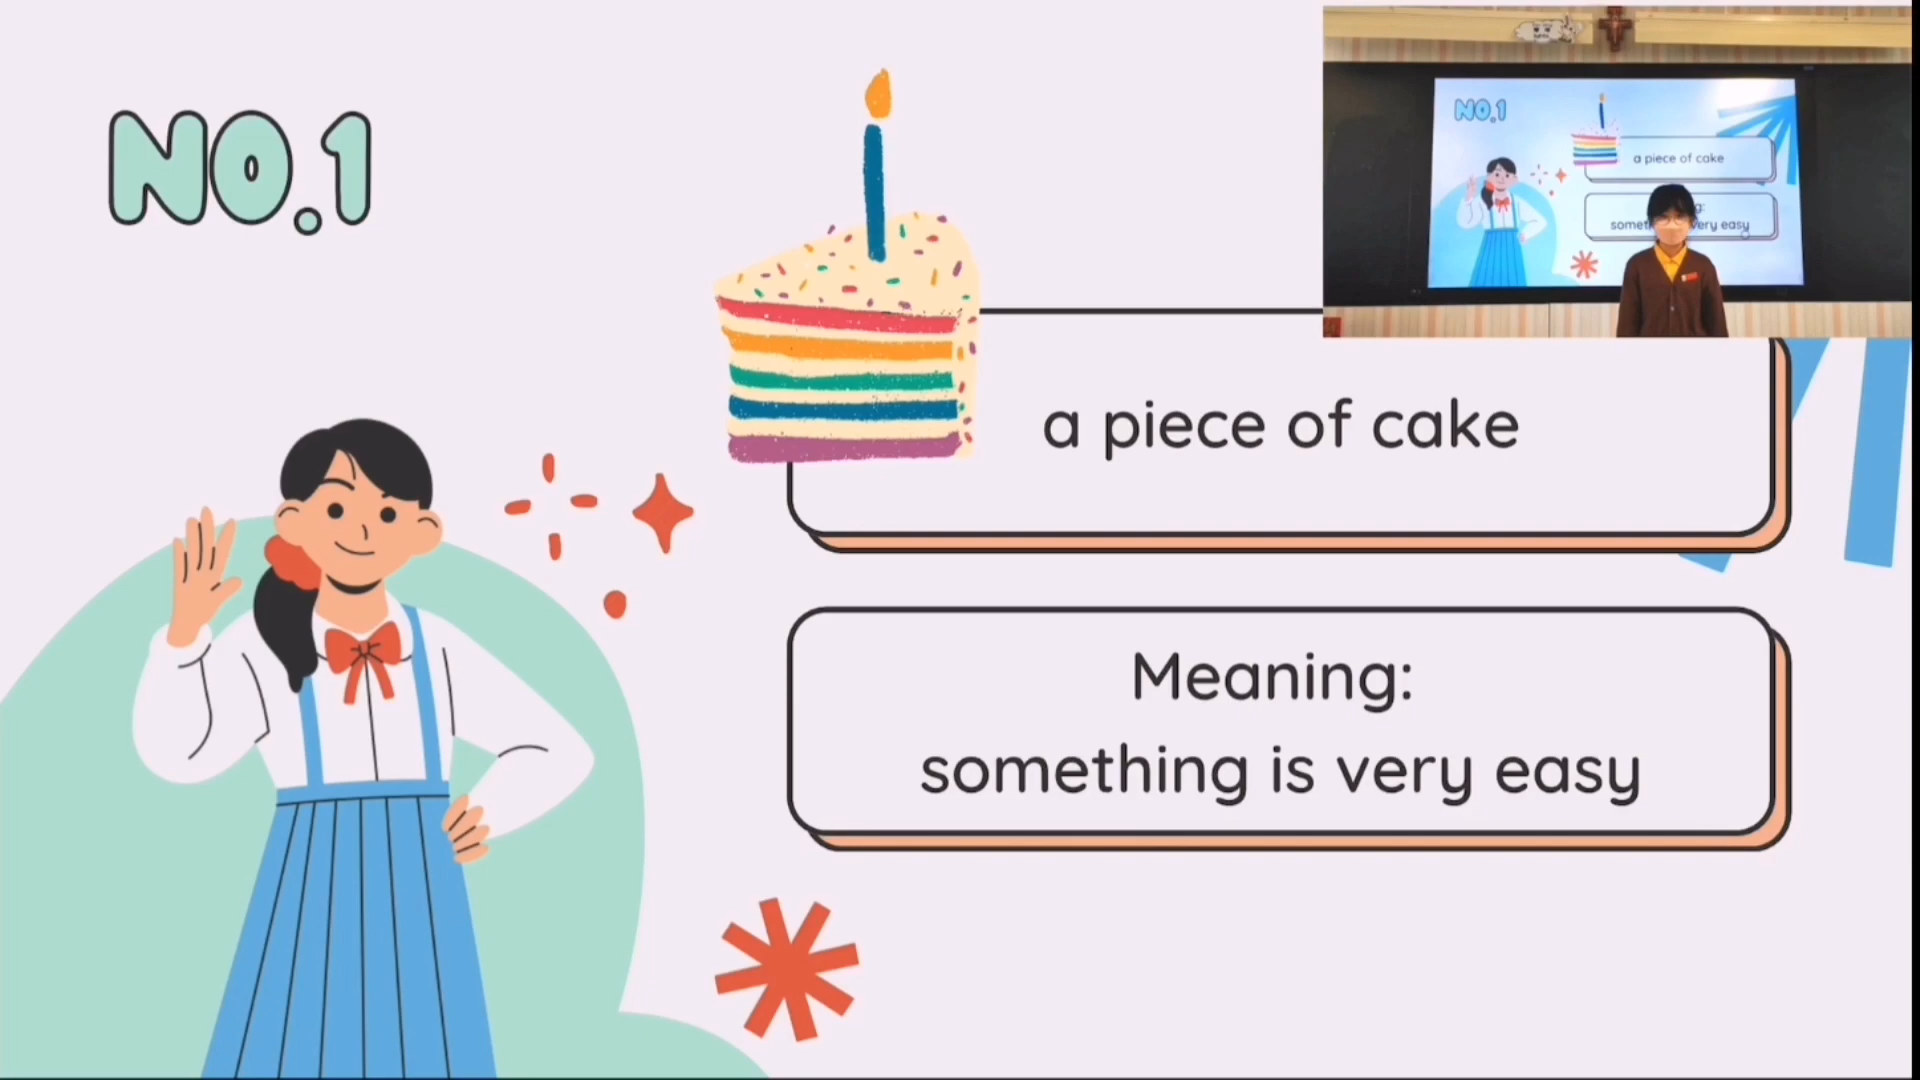 NO.1
a piece of cake
Meaning:
something is very easy
NO.1
a piece of cake
very easy